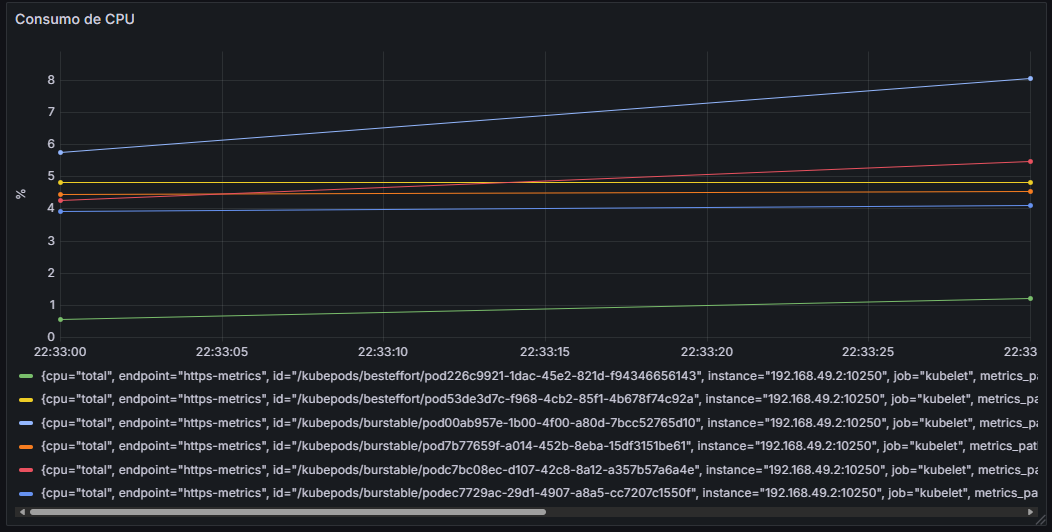 Consumo de CPU
8
7
6
5
%
4
3
2
1
0
22:33:00 22:33:05 22:33:10 22:33:15 22:33:20 22:33:25 22:33
{cpu="total", endpoint="https-metrics", id="/kubepods/besteffort/pod226c9921-1dac-45e2-821d-f94346656143", instance="192.168.49.2:10250", job="kubelet", metrics_pa
{cpu="total", endpoint="https-metrics", id="/kubepods/besteffort/pod53de3d7c-f968-4cb2-85f1-4b678f74c92a", instance="192.168.49.2:10250", job="kubelet", metrics_pa
{cpu="total", endpoint="https-metrics", id="/kubepods/burstable/pod00ab957e-1b00-4f00-a80d-7bcc52765d10", instance="192.168.49.2:10250", job="kubelet", metrics_pa
{cpu="total", endpoint="https-metrics", id="/kubepods/burstable/pod7b77659f-a014-452b-8eba-15df3151be61", instance="192.168.49.2:10250", job="kubelet", metrics_pat
{cpu="total", endpoint="https-metrics", id="/kubepods/burstable/podc7bc08ec-d107-42c8-8a12-a357b57a6a4e", instance="192.168.49.2:10250", job="kubelet", metrics_pa
{cpu="total", endpoint="https-metrics", id="/kubepods/burstable/podec7729ac-29d1-4907-a8a5-cc7207c1550f", instance="192.168.49.2:10250", job="kubelet", metrics_pa